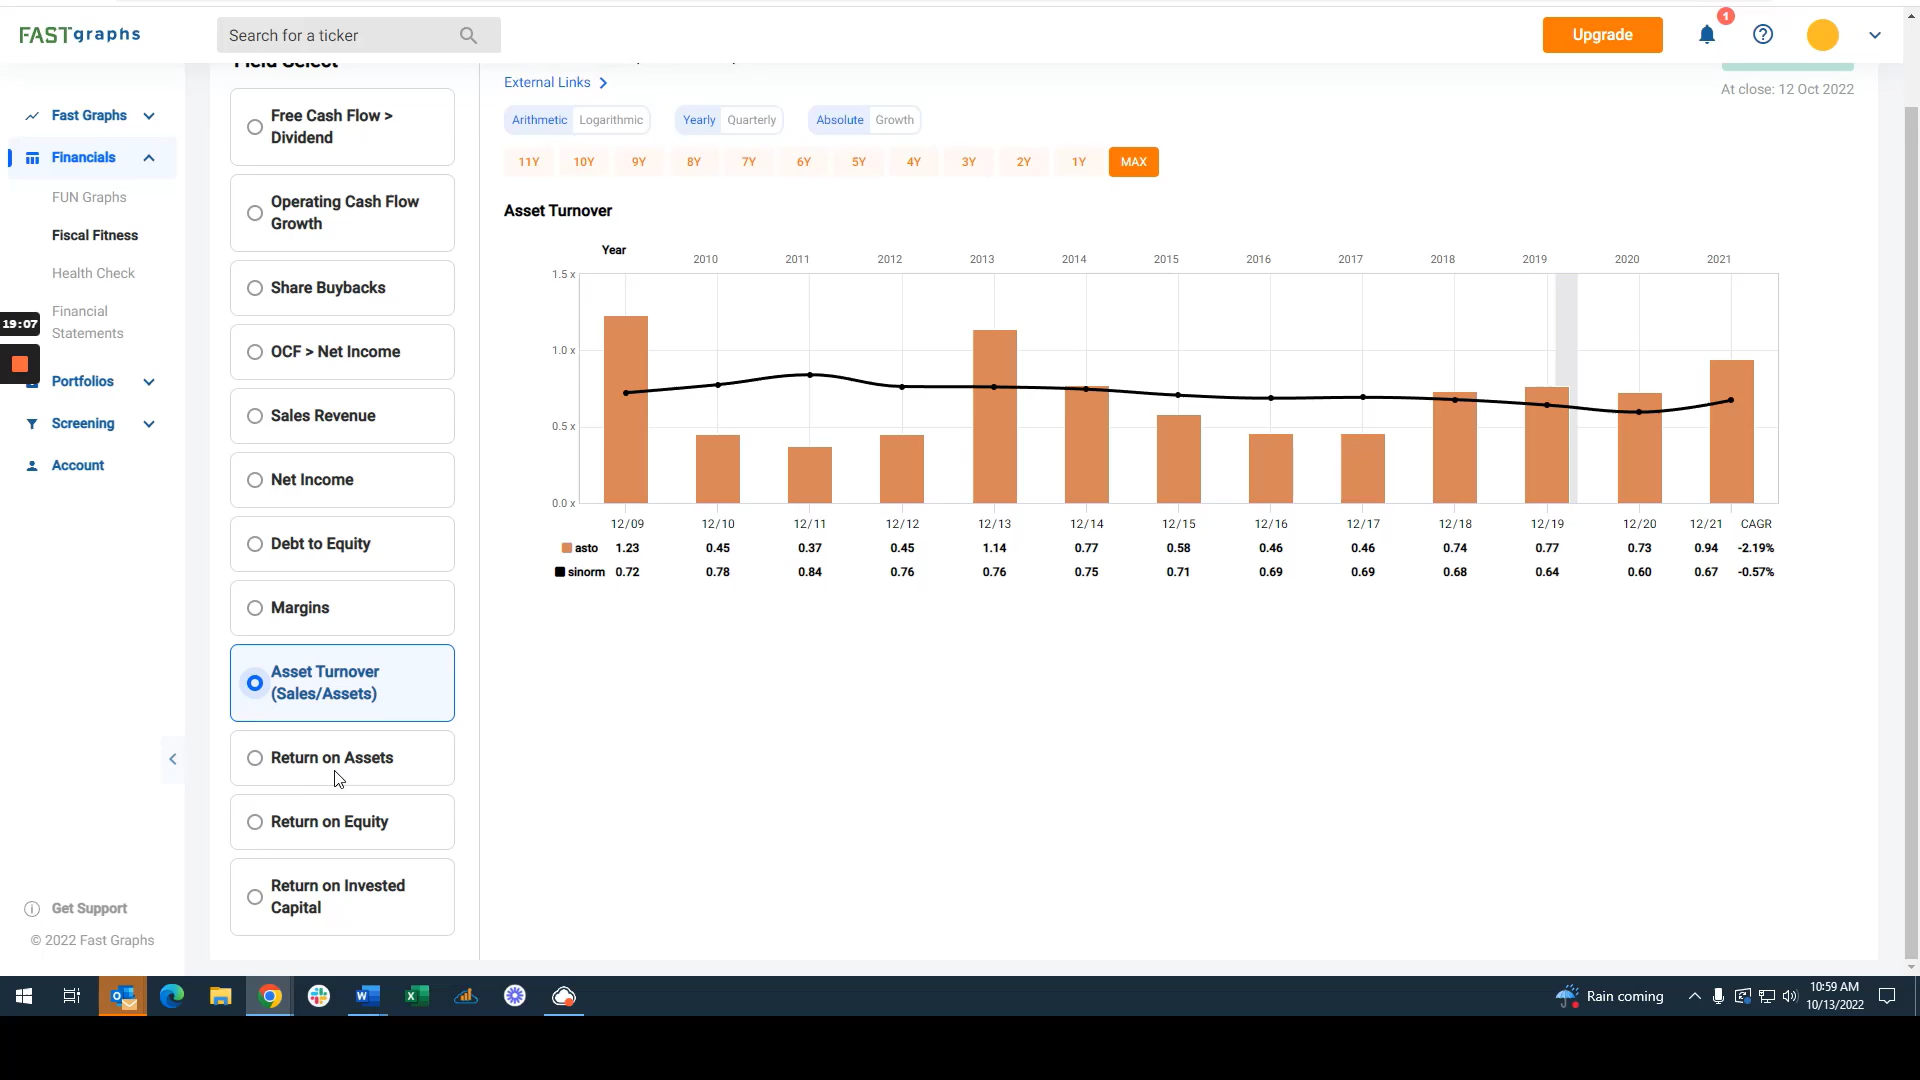 FASTgraphs
Search for a ticker
Upgrade
1
Fast Graphs
Financials
FUN Graphs
Fiscal Fitness
Health Check
Financial
Statements
19:07
Portfolios
Screening
Account
Get Support
© 2022 Fast Graphs
Field Select
Free Cash Flow >
Dividend
Operating Cash Flow
Growth
Share Buybacks
OCF > Net Income
Sales Revenue
Net Income
Debt to Equity
Margins
Asset Turnover
(Sales/Assets)
Return on Assets
Return on Equity
Return on Invested
Capital
External Links
At close: 12 Oct 2022
Arithmetic Logarithmic Yearly Quarterly Absolute Growth
11Y 10Y 9Y 8Y 7Y 6Y 5Y 4Y 3Y 2Y 1Y MAX
Asset Turnover
Year 2010 2011 2012 2013 2014 2015 2016 2017 2018 2019 2020 2021
1.5 x
1.0 x
0.5 x
0.0 x
12/09 12/10 12/11 12/12 12/13 12/14 12/15 12/16 12/17 12/18 12/19 12/20 12/21 CAGR
asto 1.23 0.45 0.37 0.45 1.14 0.77 0.58 0.46 0.46 0.74 0.77 0.73 0.94 -2.19%
sinorm 0.72 0.78 0.84 0.76 0.76 0.75 0.71 0.69 0.69 0.68 0.64 0.60 0.67 -0.57%
Rain coming
10:59 AM
10/13/2022